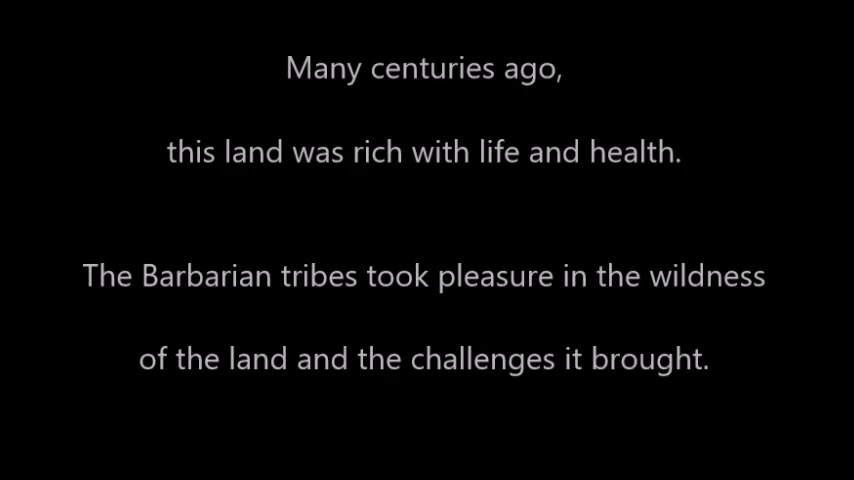 Many centuries ago,
this land was rich with life and health.
The Barbarian tribes took pleasure in the wildness
of the land and the challenges it brought.